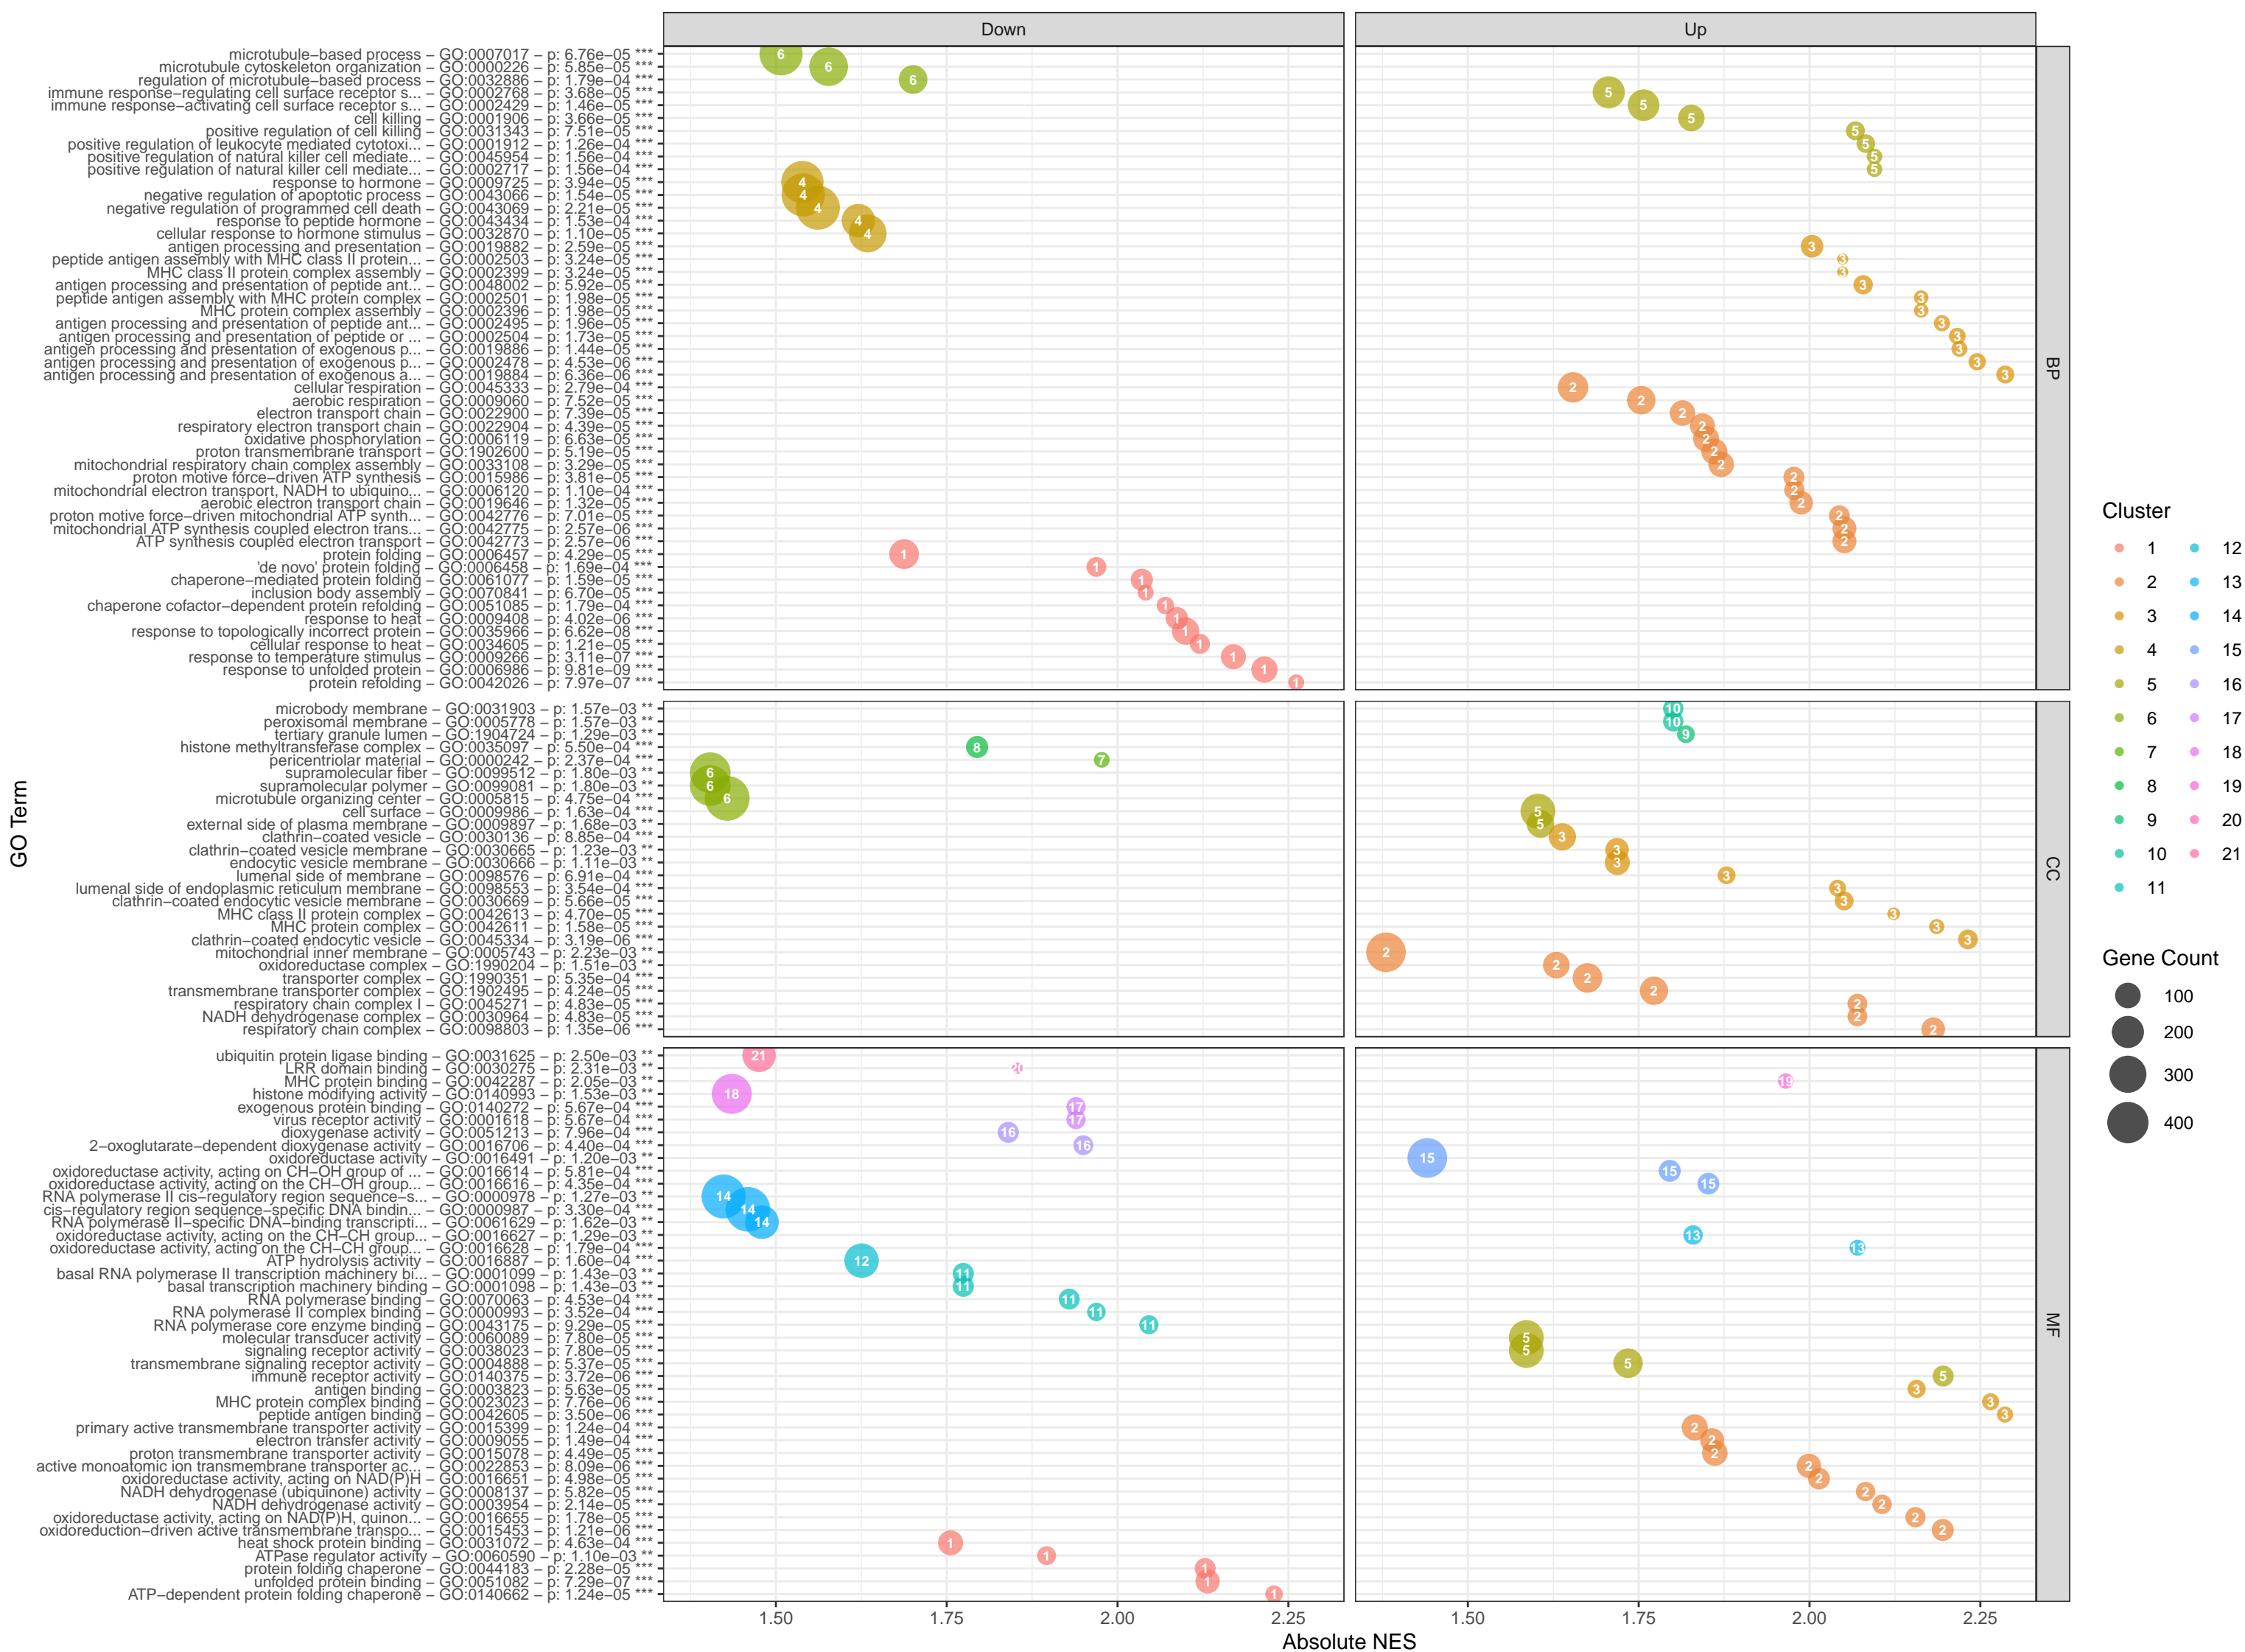 Down
Up
microtubule−based process − GO:0007017 − p: 6.76e−05 ***
microtubule cytoskeleton organization − GO:0000226 − p: 5.85e−05 ***
regulation of microtubule−based process − GO:0032886 − p: 1.79e−04 ***
immune response−regulating cell surface receptor s... − GO:0002768 − p: 3.68e−05 ***
immune response−activating cell surface receptor s... − GO:0002429 − p: 1.46e−05 ***
cell killing − GO:0001906 − p: 3.66e−05 ***
positive regulation of cell killing − GO:0031343 − p: 7.51e−05 ***
positive regulation of leukocyte mediated cytotoxi... − GO:0001912 − p: 1.26e−04 ***
positive regulation of natural killer cell mediate... − GO:0045954 − p: 1.56e−04 ***
positive regulation of natural killer cell mediate... − GO:0002717 − p: 1.56e−04 ***
response to hormone − GO:0009725 − p: 3.94e−05 ***
negative regulation of apoptotic process − GO:0043066 − p: 1.54e−05 ***
negative regulation of programmed cell death − GO:0043069 − p: 2.21e−05 ***
response to peptide hormone − GO:0043434 − p: 1.53e−04 ***
cellular response to hormone stimulus − GO:0032870 − p: 1.10e−05 ***
antigen processing and presentation − GO:0019882 − p: 2.59e−05 ***
peptide antigen assembly with MHC class II protein... − GO:0002503 − p: 3.24e−05 ***
MHC class II protein complex assembly − GO:0002399 − p: 3.24e−05 ***
antigen processing and presentation of peptide ant... − GO:0048002 − p: 5.92e−05 ***
peptide antigen assembly with MHC protein complex − GO:0002501 − p: 1.98e−05 ***
MHC protein complex assembly − GO:0002396 − p: 1.98e−05 ***
antigen processing and presentation of peptide ant... − GO:0002495 − p: 1.96e−05 ***
antigen processing and presentation of peptide or ... − GO:0002504 − p: 1.73e−05 ***
antigen processing and presentation of exogenous p... − GO:0019886 − p: 1.44e−05 ***
antigen processing and presentation of exogenous p... − GO:0002478 − p: 4.53e−06 ***
antigen processing and presentation of exogenous a... − GO:0019884 − p: 6.36e−06 ***
cellular respiration − GO:0045333 − p: 2.79e−04 ***
aerobic respiration − GO:0009060 − p: 7.52e−05 ***
electron transport chain − GO:0022900 − p: 7.39e−05 ***
respiratory electron transport chain − GO:0022904 − p: 4.39e−05 ***
oxidative phosphorylation − GO:0006119 − p: 6.63e−05 ***
proton transmembrane transport − GO:1902600 − p: 5.19e−05 ***
mitochondrial respiratory chain complex assembly − GO:0033108 − p: 3.29e−05 ***
proton motive force−driven ATP synthesis − GO:0015986 − p: 3.81e−05 ***
mitochondrial electron transport, NADH to ubiquino... − GO:0006120 − p: 1.10e−04 ***
aerobic electron transport chain − GO:0019646 − p: 1.32e−05 ***
proton motive force−driven mitochondrial ATP synth... − GO:0042776 − p: 7.01e−05 ***
mitochondrial ATP synthesis coupled electron trans... − GO:0042775 − p: 2.57e−06 ***
ATP synthesis coupled electron transport − GO:0042773 − p: 2.57e−06 ***
protein folding − GO:0006457 − p: 4.29e−05 ***
'de novo' protein folding − GO:0006458 − p: 1.69e−04 ***
chaperone−mediated protein folding − GO:0061077 − p: 1.59e−05 ***
inclusion body assembly − GO:0070841 − p: 6.70e−05 ***
chaperone cofactor−dependent protein refolding − GO:0051085 − p: 1.79e−04 ***
response to heat − GO:0009408 − p: 4.02e−06 ***
response to topologically incorrect protein − GO:0035966 − p: 6.62e−08 ***
cellular response to heat − GO:0034605 − p: 1.21e−05 ***
response to temperature stimulus − GO:0009266 − p: 3.11e−07 ***
response to unfolded protein − GO:0006986 − p: 9.81e−09 ***
protein refolding − GO:0042026 − p: 7.97e−07 ***
BP
microbody membrane − GO:0031903 − p: 1.57e−03 **
peroxisomal membrane − GO:0005778 − p: 1.57e−03 **
tertiary granule lumen − GO:1904724 − p: 1.29e−03 **
histone methyltransferase complex − GO:0035097 − p: 5.50e−04 ***
pericentriolar material − GO:0000242 − p: 2.37e−04 ***
supramolecular fiber − GO:0099512 − p: 1.80e−03 **
supramolecular polymer − GO:0099081 − p: 1.80e−03 **
microtubule organizing center − GO:0005815 − p: 4.75e−04 ***
cell surface − GO:0009986 − p: 1.63e−04 ***
external side of plasma membrane − GO:0009897 − p: 1.68e−03 **
clathrin−coated vesicle − GO:0030136 − p: 8.85e−04 ***
clathrin−coated vesicle membrane − GO:0030665 − p: 1.23e−03 **
endocytic vesicle membrane − GO:0030666 − p: 1.11e−03 **
lumenal side of membrane − GO:0098576 − p: 6.91e−04 ***
lumenal side of endoplasmic reticulum membrane − GO:0098553 − p: 3.54e−04 ***
clathrin−coated endocytic vesicle membrane − GO:0030669 − p: 5.66e−05 ***
MHC class II protein complex − GO:0042613 − p: 4.70e−05 ***
MHC protein complex − GO:0042611 − p: 1.58e−05 ***
clathrin−coated endocytic vesicle − GO:0045334 − p: 3.19e−06 ***
mitochondrial inner membrane − GO:0005743 − p: 2.23e−03 **
oxidoreductase complex − GO:1990204 − p: 1.51e−03 **
transporter complex − GO:1990351 − p: 5.35e−04 ***
transmembrane transporter complex − GO:1902495 − p: 4.24e−05 ***
respiratory chain complex I − GO:0045271 − p: 4.83e−05 ***
NADH dehydrogenase complex − GO:0030964 − p: 4.83e−05 ***
respiratory chain complex − GO:0098803 − p: 1.35e−06 ***
CC
ubiquitin protein ligase binding − GO:0031625 − p: 2.50e−03 **
LRR domain binding − GO:0030275 − p: 2.31e−03 **
MHC protein binding − GO:0042287 − p: 2.05e−03 **
histone modifying activity − GO:0140993 − p: 1.53e−03 **
exogenous protein binding − GO:0140272 − p: 5.67e−04 ***
virus receptor activity − GO:0001618 − p: 5.67e−04 ***
dioxygenase activity − GO:0051213 − p: 7.96e−04 ***
2−oxoglutarate−dependent dioxygenase activity − GO:0016706 − p: 4.40e−04 ***
oxidoreductase activity − GO:0016491 − p: 1.20e−03 **
oxidoreductase activity, acting on CH−OH group of ... − GO:0016614 − p: 5.81e−04 ***
oxidoreductase activity, acting on the CH−OH group... − GO:0016616 − p: 4.35e−04 ***
RNA polymerase II cis−regulatory region sequence−s... − GO:0000978 − p: 1.27e−03 **
cis−regulatory region sequence−specific DNA bindin... − GO:0000987 − p: 3.30e−04 ***
RNA polymerase II−specific DNA−binding transcripti... − GO:0061629 − p: 1.62e−03 **
oxidoreductase activity, acting on the CH−CH group... − GO:0016627 − p: 1.29e−03 **
oxidoreductase activity, acting on the CH−CH group... − GO:0016628 − p: 1.79e−04 ***
ATP hydrolysis activity − GO:0016887 − p: 1.60e−04 ***
basal RNA polymerase II transcription machinery bi... − GO:0001099 − p: 1.43e−03 **
basal transcription machinery binding − GO:0001098 − p: 1.43e−03 **
RNA polymerase binding − GO:0070063 − p: 4.53e−04 ***
RNA polymerase II complex binding − GO:0000993 − p: 3.52e−04 ***
RNA polymerase core enzyme binding − GO:0043175 − p: 9.29e−05 ***
molecular transducer activity − GO:0060089 − p: 7.80e−05 ***
signaling receptor activity − GO:0038023 − p: 7.80e−05 ***
transmembrane signaling receptor activity − GO:0004888 − p: 5.37e−05 ***
immune receptor activity − GO:0140375 − p: 3.72e−06 ***
antigen binding − GO:0003823 − p: 5.63e−05 ***
MHC protein complex binding − GO:0023023 − p: 7.76e−06 ***
peptide antigen binding − GO:0042605 − p: 3.50e−06 ***
primary active transmembrane transporter activity − GO:0015399 − p: 1.24e−04 ***
electron transfer activity − GO:0009055 − p: 1.49e−04 ***
proton transmembrane transporter activity − GO:0015078 − p: 4.49e−05 ***
active monoatomic ion transmembrane transporter ac... − GO:0022853 − p: 8.09e−06 ***
oxidoreductase activity, acting on NAD(P)H − GO:0016651 − p: 4.98e−05 ***
NADH dehydrogenase (ubiquinone) activity − GO:0008137 − p: 5.82e−05 ***
NADH dehydrogenase activity − GO:0003954 − p: 2.14e−05 ***
oxidoreductase activity, acting on NAD(P)H, quinon... − GO:0016655 − p: 1.78e−05 ***
oxidoreduction−driven active transmembrane transpo... − GO:0015453 − p: 1.21e−06 ***
heat shock protein binding − GO:0031072 − p: 4.63e−04 ***
ATPase regulator activity − GO:0060590 − p: 1.10e−03 **
protein folding chaperone − GO:0044183 − p: 2.28e−05 ***
unfolded protein binding − GO:0051082 − p: 7.29e−07 ***
ATP−dependent protein folding chaperone − GO:0140662 − p: 1.24e−05 ***
MF
1.50 1.75 2.00 2.25
1.50 1.75 2.00 2.25
Absolute NES
GO Term
Cluster
1 12
2 13
3 14
4 15
5 16
6 17
7 18
8 19
9 20
10 21
11
Gene Count
100
200
300
400